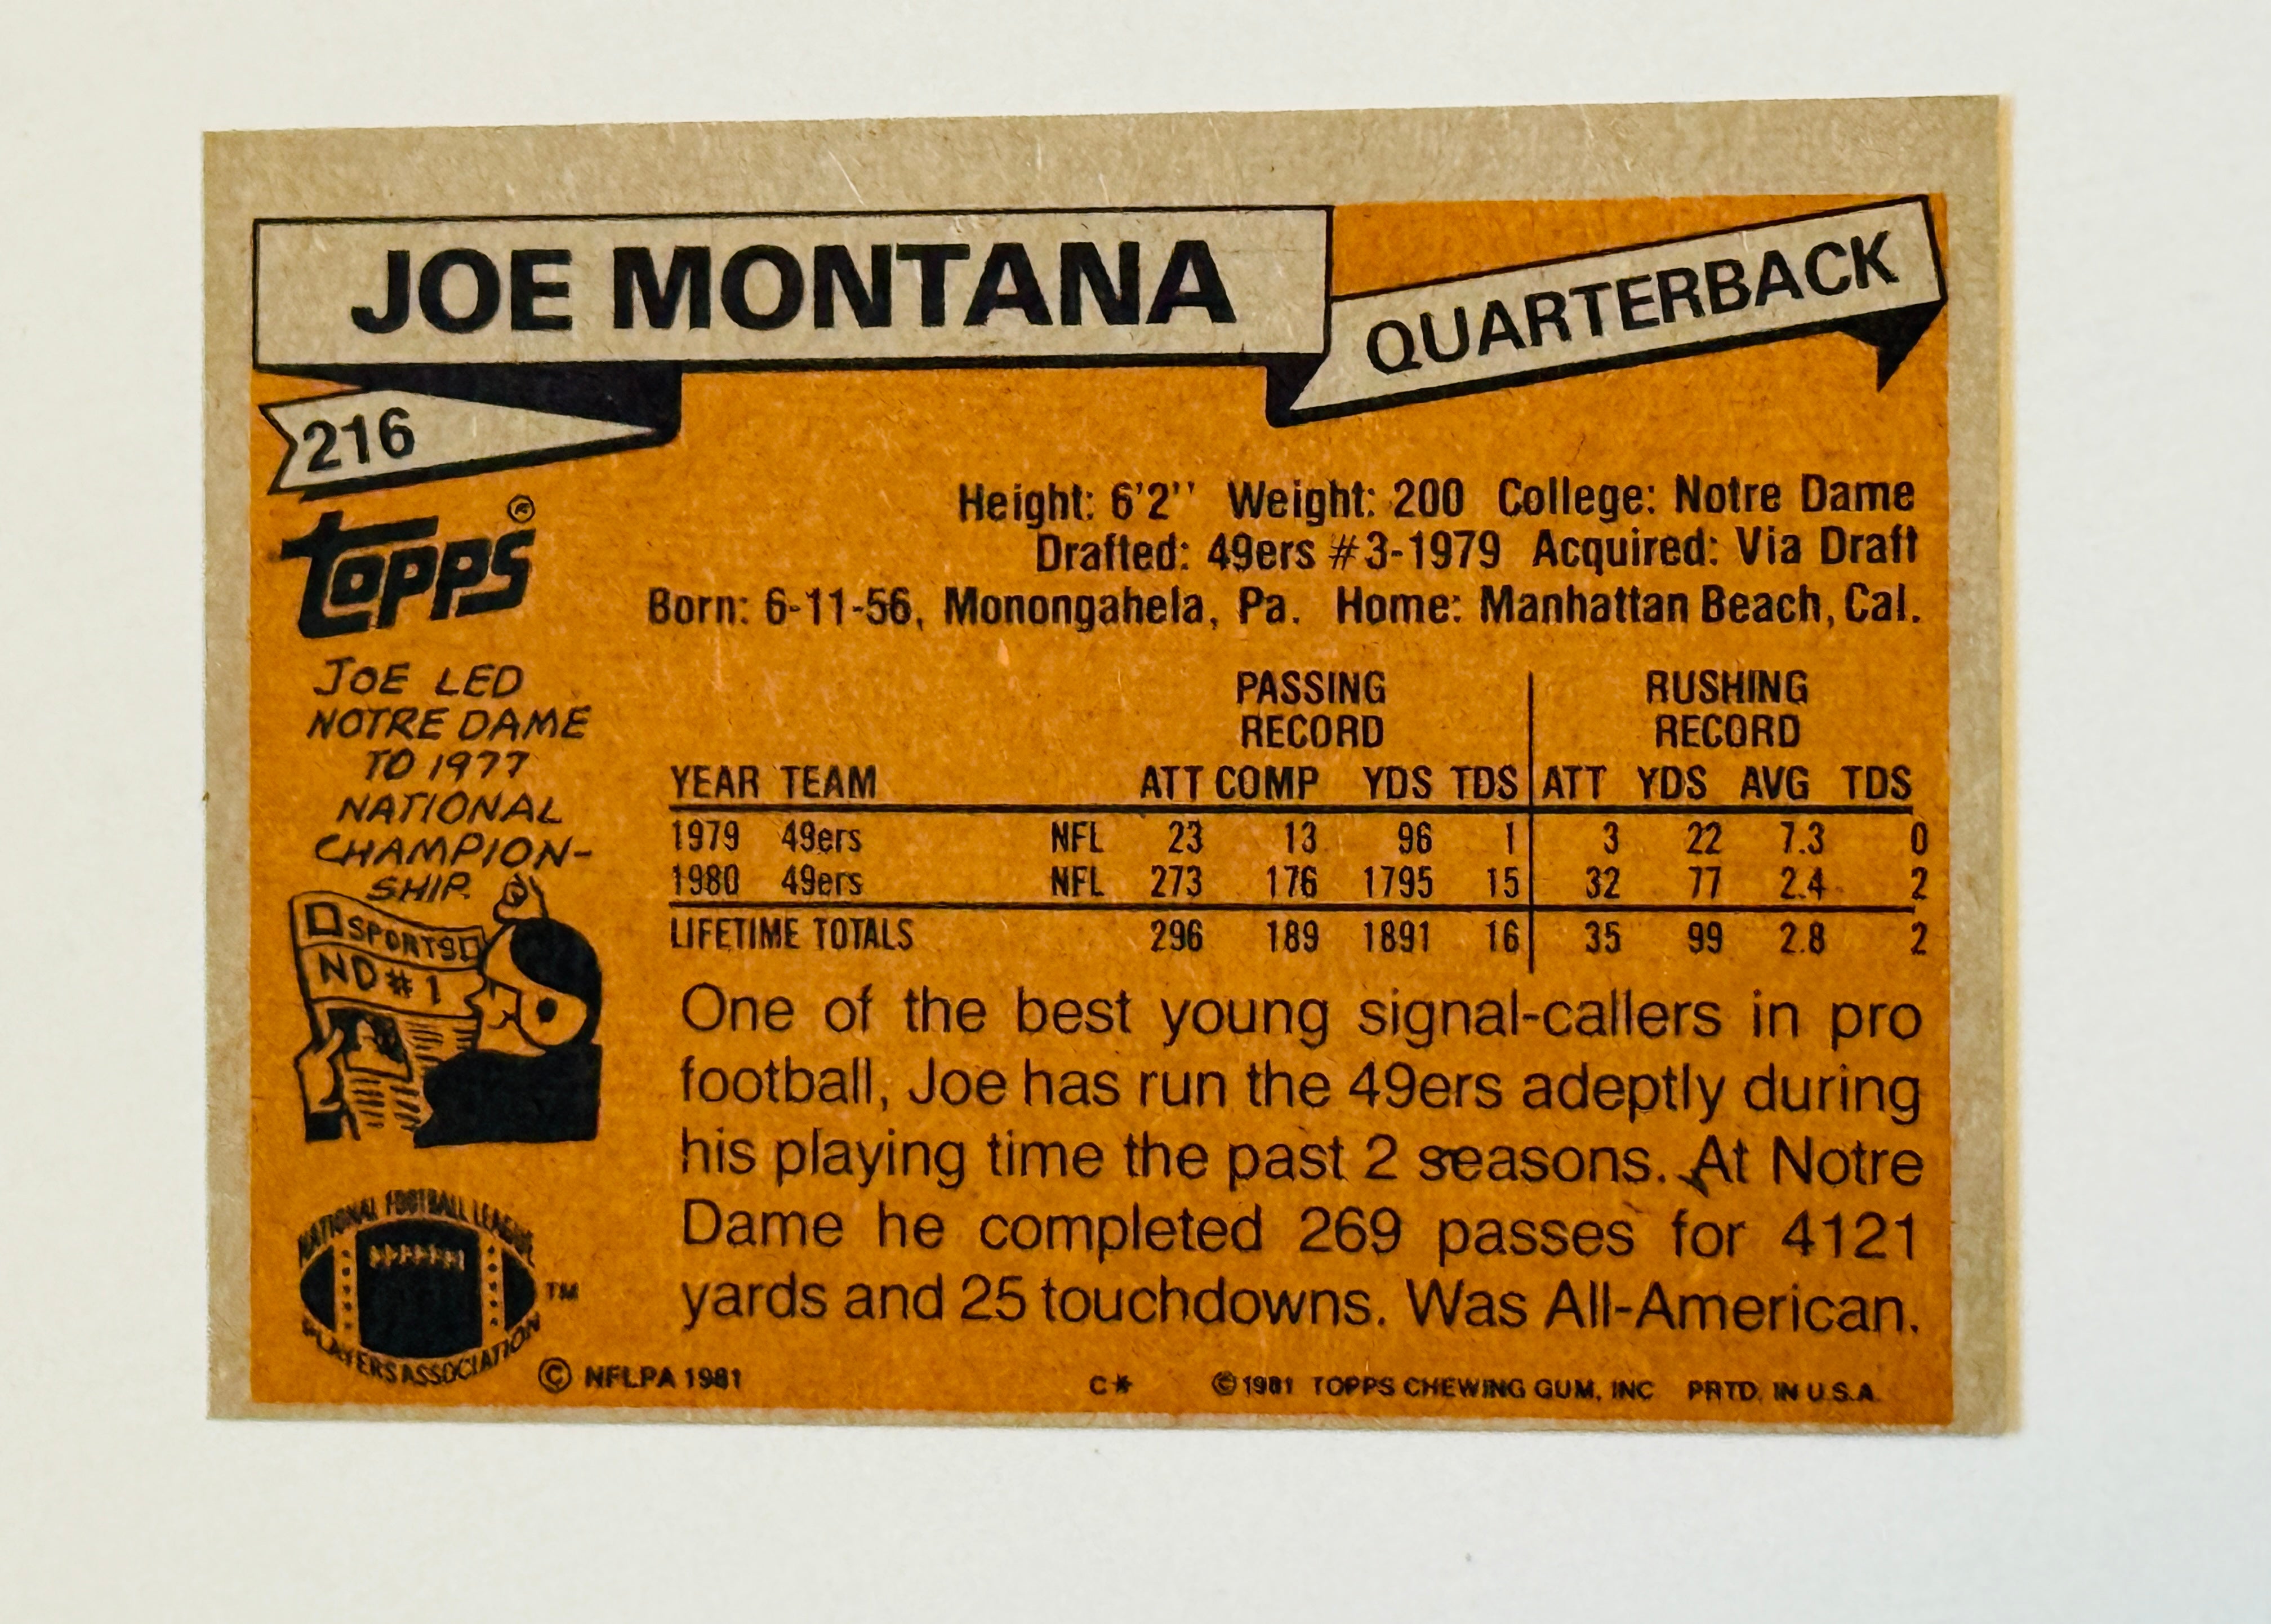 JOE MONTANA
QUARTERBACK
216
Topps®
Height: 6'2'' Weight: 200 College: Notre Dame
Drafted: 49ers #3-1979 Acquired: Via Draft
Born: 6-11-56, Monongahela, Pa. Home: Manhattan Beach, Cal.
JOE LED
NOTRE DAME
TO 1977
NATIONAL
CHAMPION-
SHIP.
SPORTS
ND #1
PASSING RUSHING
RECORD RECORD
YEAR TEAM ATT COMP YDS TDS ATT YDS AVG TDS
1979 49ers NFL 23 13 96 1 3 22 7.3 0
1980 49ers NFL 273 176 1795 15 32 77 2.4 2
LIFETIME TOTALS 296 189 1891 16 35 99 2.8 2
One of the best young signal-callers in pro
football, Joe has run the 49ers adeptly during
his playing time the past 2 seasons. At Notre
Dame he completed 269 passes for 4121
yards and 25 touchdowns. Was All-American.
NATIONAL FOOTBALL LEAGUE
PLAYERS ASSOCIATION
TM
© NFLPA 1981
C*
© 1981 TOPPS CHEWING GUM, INC PRTD. IN U.S.A.